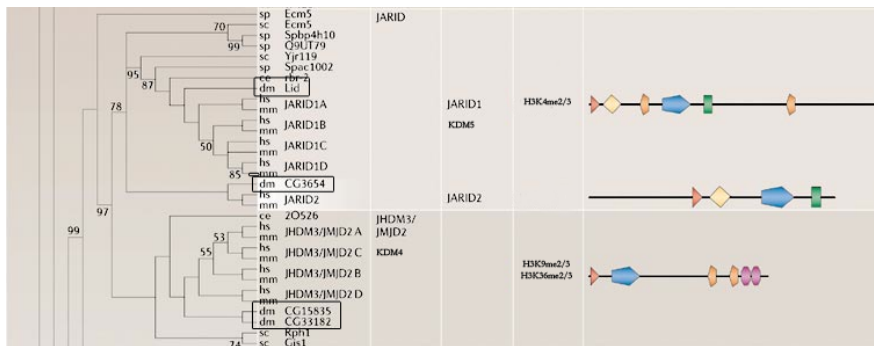 sp Ecm5 JARID
70 sc Ecm5
sp Spbp4h10
99 sp Q9UT79
sc Yjr119
95 sp Spac1002
87 ce rbr-2
dm Lid
78 hs mm JARID1A JARID1 H3K4me2/3
hs mm JARID1B KDM5
50 hs mm JARID1C
hs mm JARID1D
85
dm CG3654
hs mm JARID2 JARID2
97
ce 2O526 JHDM3/
99 53 hs mm JHDM3/JMJD2 A JMJD2
55 hs mm JHDM3/JMJD2 C KDM4
H3K9me2/3
hs mm JHDM3/JMJD2 B H3K36me2/3
hs mm JHDM3/JMJD2 D
dm CG15835
dm CG33182
sc Rph1
74 sc Gis1